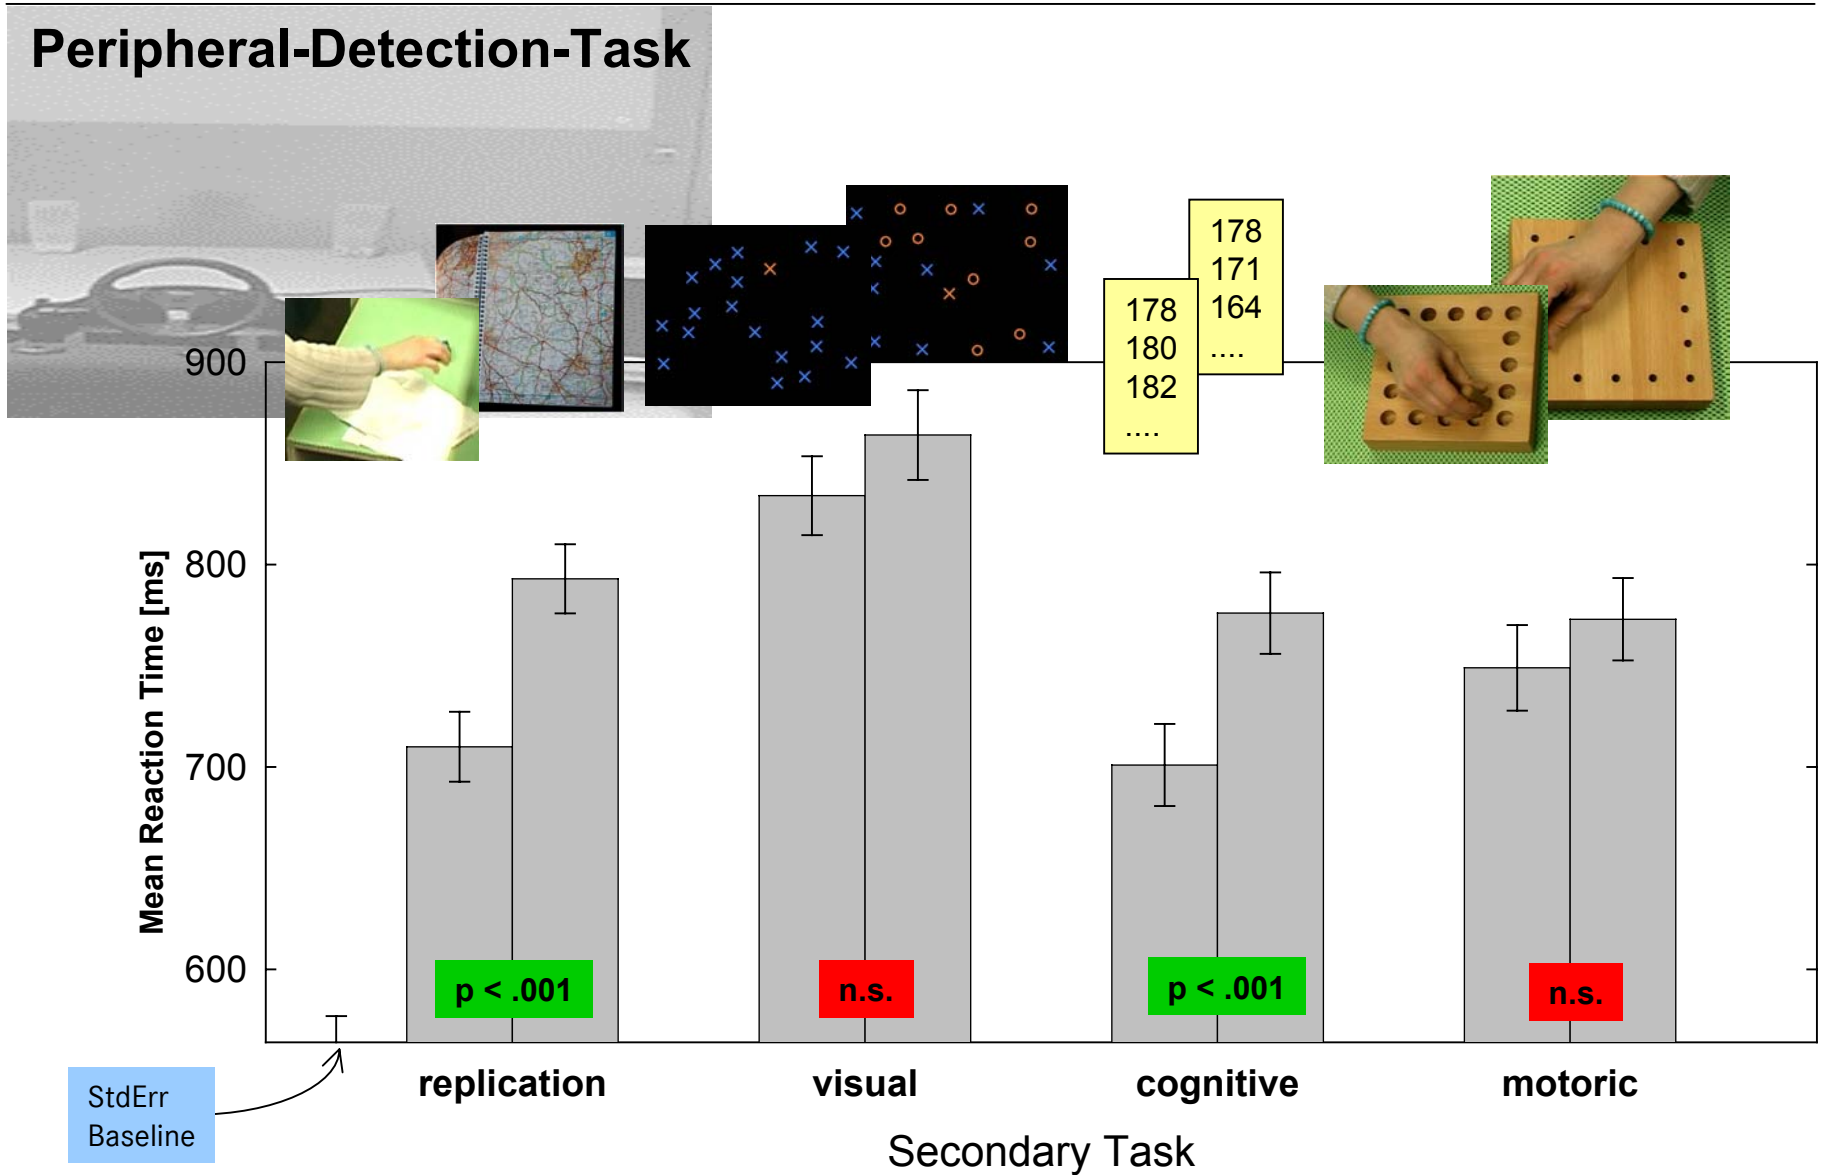 Peripheral-Detection-Task
178
171
164
....
178
180
182
....
900
800
700
600
Mean Reaction Time [ms]
p < .001
n.s.
p < .001
n.s.
replication
visual
cognitive
motoric
StdErr
Baseline
Secondary Task